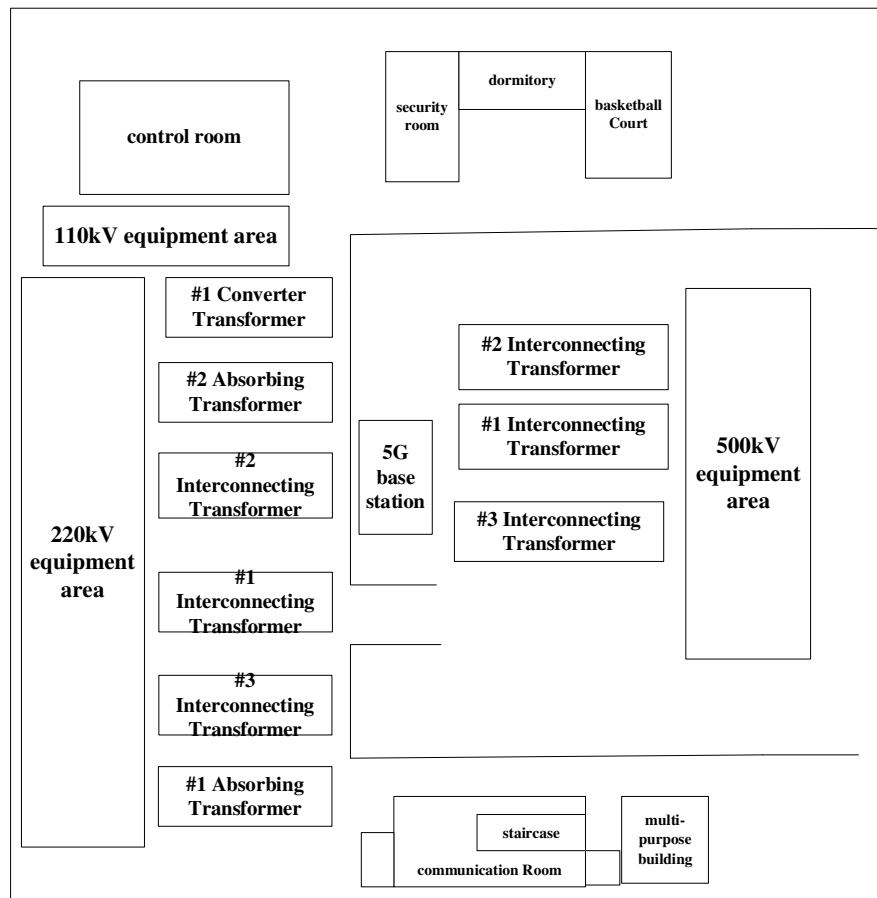 dormitory
security
room
basketball
Court
control room
110kV equipment area
#1 Converter
Transformer
#2 Absorbing
Transformer
#2
Interconnecting
Transformer
#1
Interconnecting
Transformer
#3
Interconnecting
Transformer
#1 Absorbing
Transformer
220kV
equipment
area
5G
base
station
#2 Interconnecting
Transformer
#1 Interconnecting
Transformer
#3 Interconnecting
Transformer
500kV
equipment
area
staircase
communication Room
multi-
purpose
building